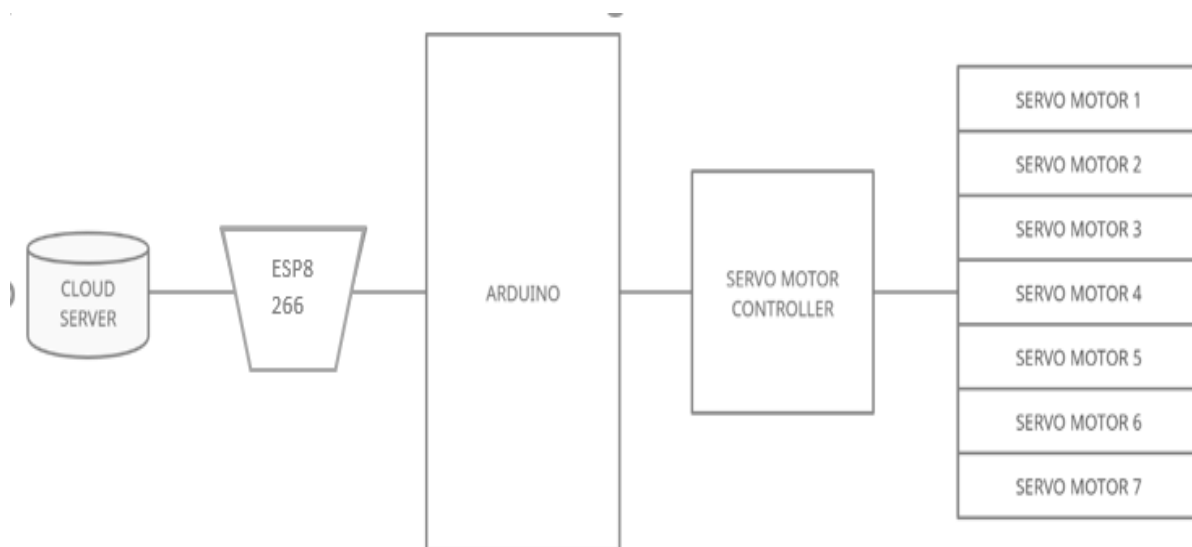 CLOUD
SERVER
ESP8
266
ARDUINO
SERVO MOTOR
CONTROLLER
SERVO MOTOR 1
SERVO MOTOR 2
SERVO MOTOR 3
SERVO MOTOR 4
SERVO MOTOR 5
SERVO MOTOR 6
SERVO MOTOR 7